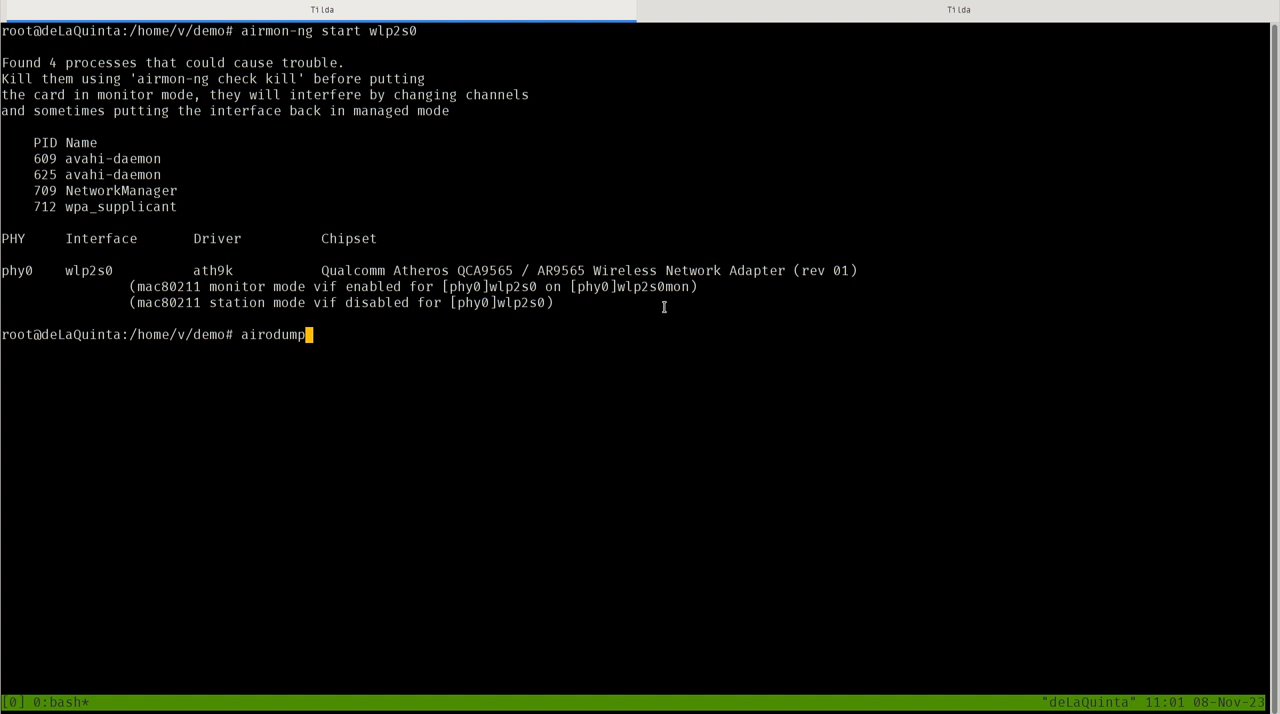 Tilda Tilda
root@deLaQuinta:/home/v/demo# airmon-ng start wlp2s0
Found 4 processes that could cause trouble.
Kill them using 'airmon-ng check kill' before putting
the card in monitor mode, they will interfere by changing channels
and sometimes putting the interface back in managed mode
PID Name
609 avahi-daemon
625 avahi-daemon
709 NetworkManager
712 wpa_supplicant
PHY Interface Driver Chipset
phy0 wlp2s0 ath9k Qualcomm Atheros QCA9565 / AR9565 Wireless Network Adapter (rev 01)
(mac80211 monitor mode vif enabled for [phy0]wlp2s0 on [phy0]wlp2s0mon)
(mac80211 station mode vif disabled for [phy0]wlp2s0)
root@deLaQuinta:/home/v/demo# airodump
[0] 0:bash* "deLaQuinta" 11:01 08-Nov-23